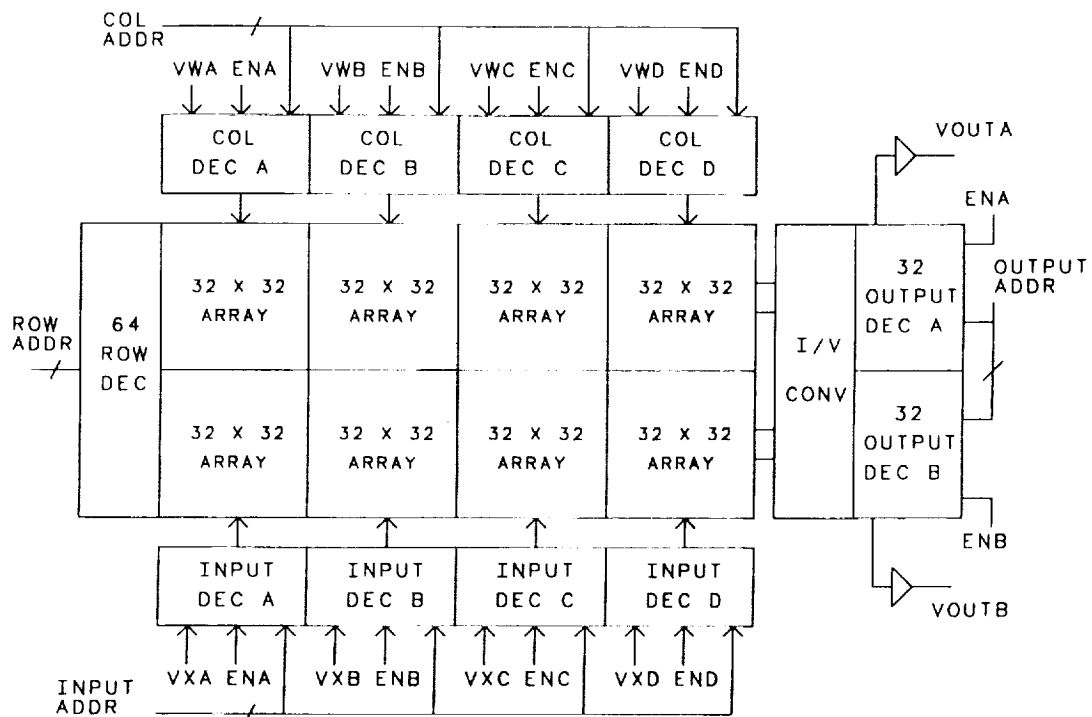 COL
ADDR
VWA ENA VWB ENB VWC ENC VWD END
COL
DEC A
COL
DEC B
COL
DEC C
COL
DEC D
VOUTA
ENA
ROW
ADDR
64
ROW
DEC
32 X 32
ARRAY
32 X 32
ARRAY
32 X 32
ARRAY
32 X 32
ARRAY
32 X 32
ARRAY
32 X 32
ARRAY
32 X 32
ARRAY
32 X 32
ARRAY
I/V
CONV
32
OUTPUT
DEC A
32
OUTPUT
DEC B
OUTPUT
ADDR
ENB
VOUTB
INPUT
DEC A
INPUT
DEC B
INPUT
DEC C
INPUT
DEC D
VXA ENA VXB ENB VXC ENC VXD END
INPUT
ADDR